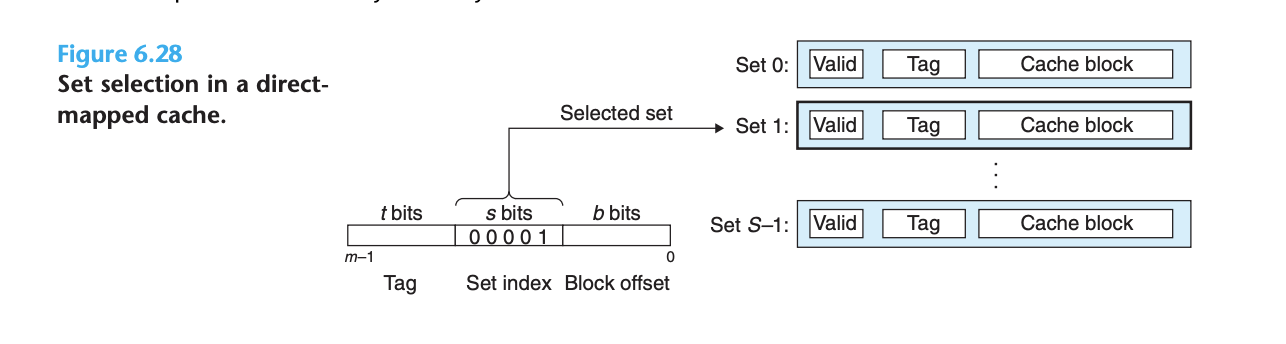 Figure 6.28
Set selection in a direct-
mapped cache.
Set 0: Valid Tag Cache block
Selected set
Set 1: Valid Tag Cache block
⋮
t bits s bits b bits
0 0 0 0 1
m–1 0
Tag Set index Block offset
Set S–1: Valid Tag Cache block